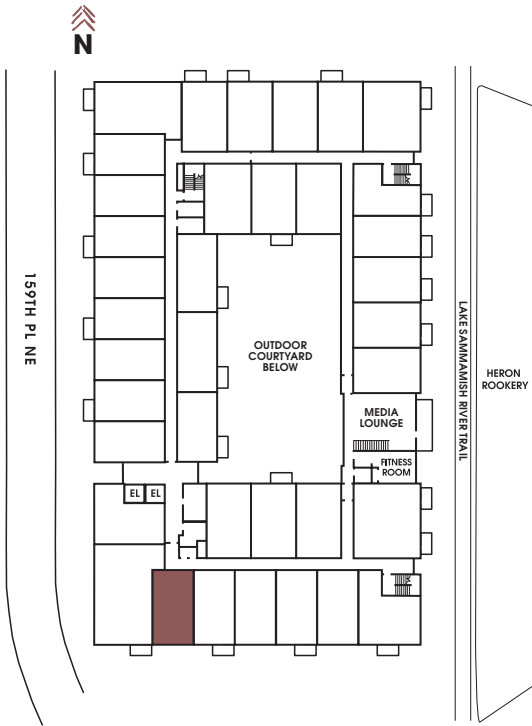 N
159TH PL NE
OUTDOOR
COURTYARD
BELOW
MEDIA
LOUNGE
FITNESS
ROOM
EL
EL
LAKE SAMMAMISH RIVER TRAIL
HERON
ROOKERY